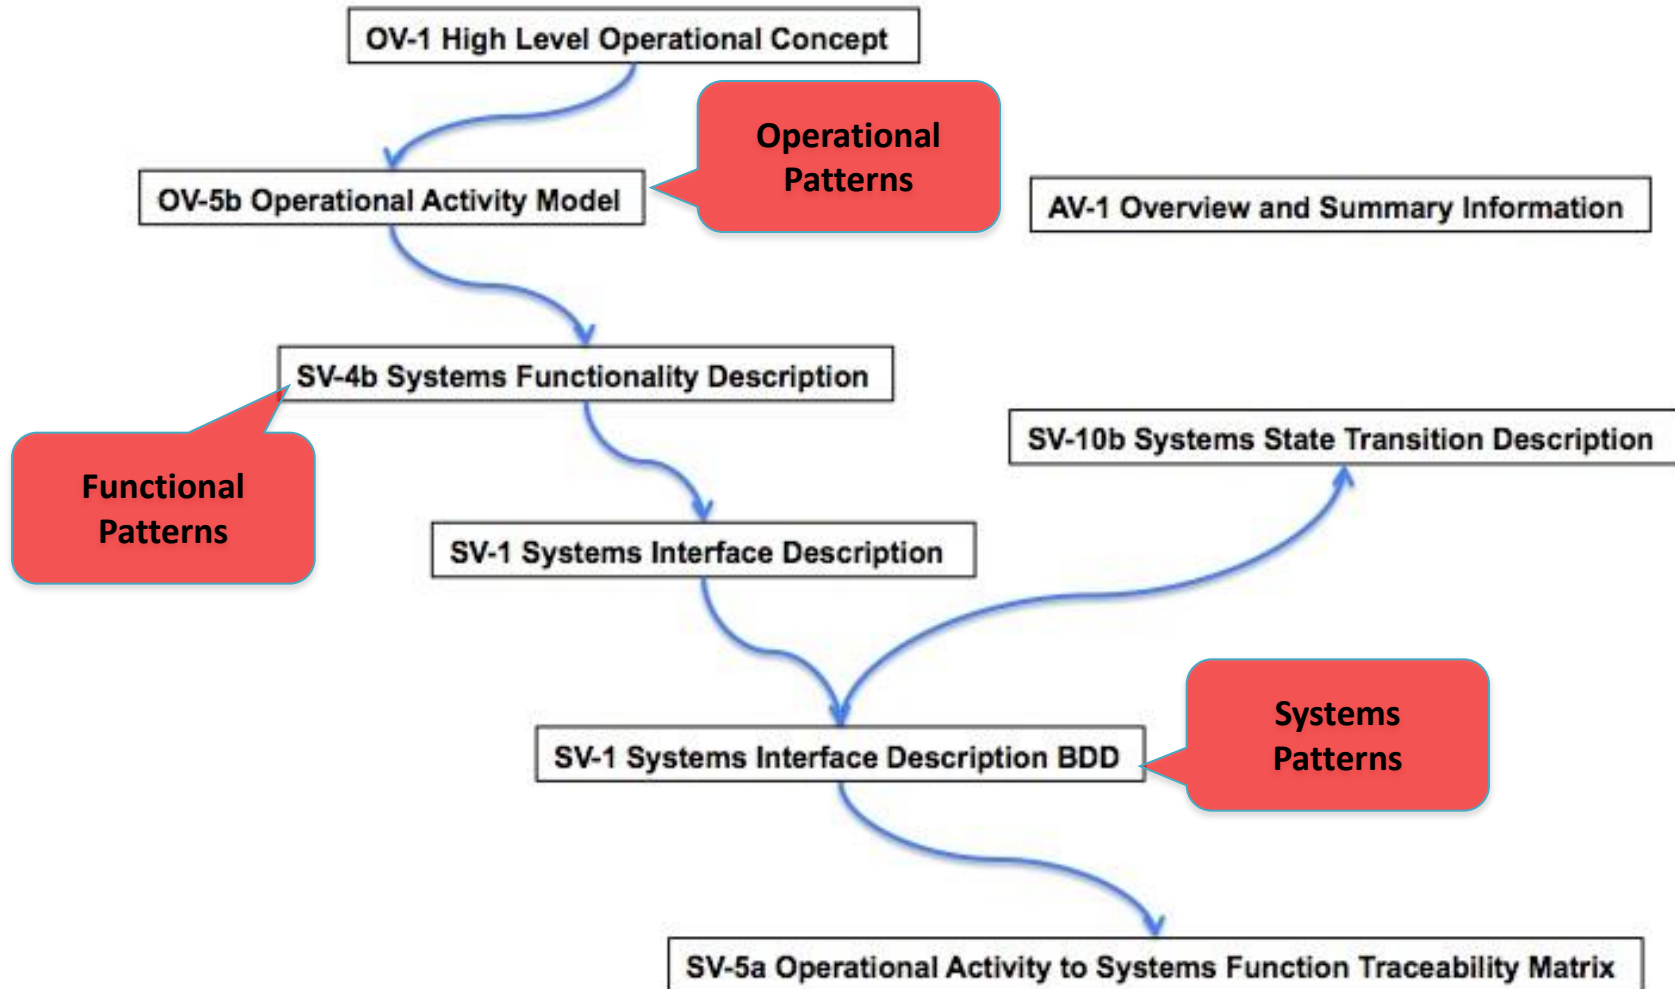 OV-1 High Level Operational Concept
Operational
Patterns
OV-5b Operational Activity Model
AV-1 Overview and Summary Information
SV-4b Systems Functionality Description
SV-10b Systems State Transition Description
Functional
Patterns
SV-1 Systems Interface Description
Systems
Patterns
SV-1 Systems Interface Description BDD
SV-5a Operational Activity to Systems Function Traceability Matrix